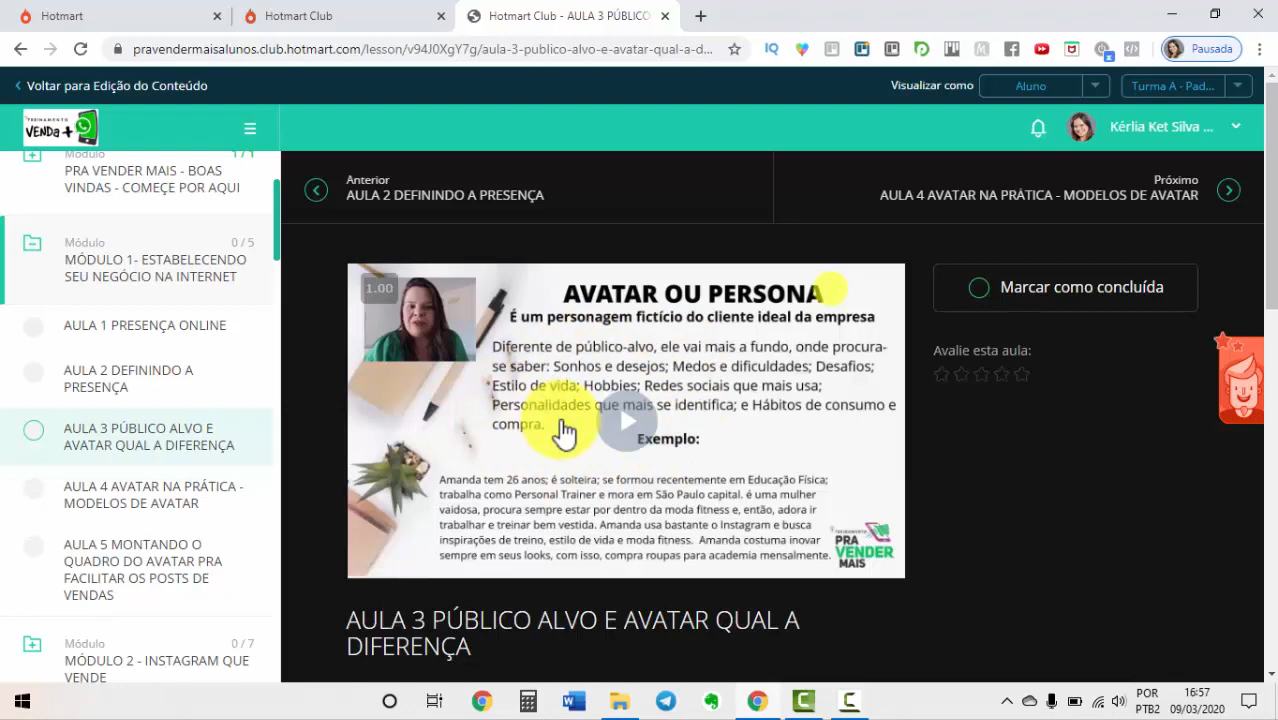 Hotmart
Hotmart Club
Hotmart Club - AULA 3 PÚBLICO
pravendermaisalunos.club.hotmart.com/lesson/v94J0XgY7g/aula-3-publico-alvo-e-avatar-qual-a-d...
Pausada
Voltar para Edição do Conteúdo
Visualizar como
Aluno
Turma A - Pad...
TREINAMENTO
VENDA +
Kérlia Ket Silva ...
Módulo 1/1
PRA VENDER MAIS - BOAS
VINDAS - COMEÇE POR AQUI
Módulo 0 / 5
MÓDULO 1- ESTABELECENDO
SEU NEGÓCIO NA INTERNET
AULA 1 PRESENÇA ONLINE
AULA 2 DEFININDO A
PRESENÇA
AULA 3 PÚBLICO ALVO E
AVATAR QUAL A DIFERENÇA
AULA 4 AVATAR NA PRÁTICA -
MODELOS DE AVATAR
AULA 5 MONTANDO O
QUADRO DO AVATAR PRA
FACILITAR OS POSTS DE
VENDAS
Módulo 0 / 7
MÓDULO 2 - INSTAGRAM QUE
VENDE
Anterior
AULA 2 DEFININDO A PRESENÇA
Próximo
AULA 4 AVATAR NA PRÁTICA - MODELOS DE AVATAR
1.00
AVATAR OU PERSONA
É um personagem fictício do cliente ideal da empresa
Diferente de público-alvo, ele vai mais a fundo, onde procura-
se saber: Sonhos e desejos; Medos e dificuldades; Desafios;
Estilo de vida; Hobbies; Redes sociais que mais usa;
Personalidades que mais se identifica; e Hábitos de consumo e
compra.
Exemplo:
Amanda tem 26 anos; é solteira; se formou recentemente em Educação Física;
trabalha como Personal Trainer e mora em São Paulo capital. é uma mulher
vaidosa, procura sempre estar por dentro da moda fitness e, então, adora ir
trabalhar e treinar bem vestida. Amanda usa bastante o Instagram e busca
inspirações de treino, estilo de vida e moda fitness. Amanda costuma inovar
sempre em seus looks, com isso, compra roupas para academia mensalmente.
TREINAMENTO
PRA
VENDER
MAIS
Marcar como concluída
Avalie esta aula:
AULA 3 PÚBLICO ALVO E AVATAR QUAL A
DIFERENÇA
POR
PTB2
16:57
09/03/2020